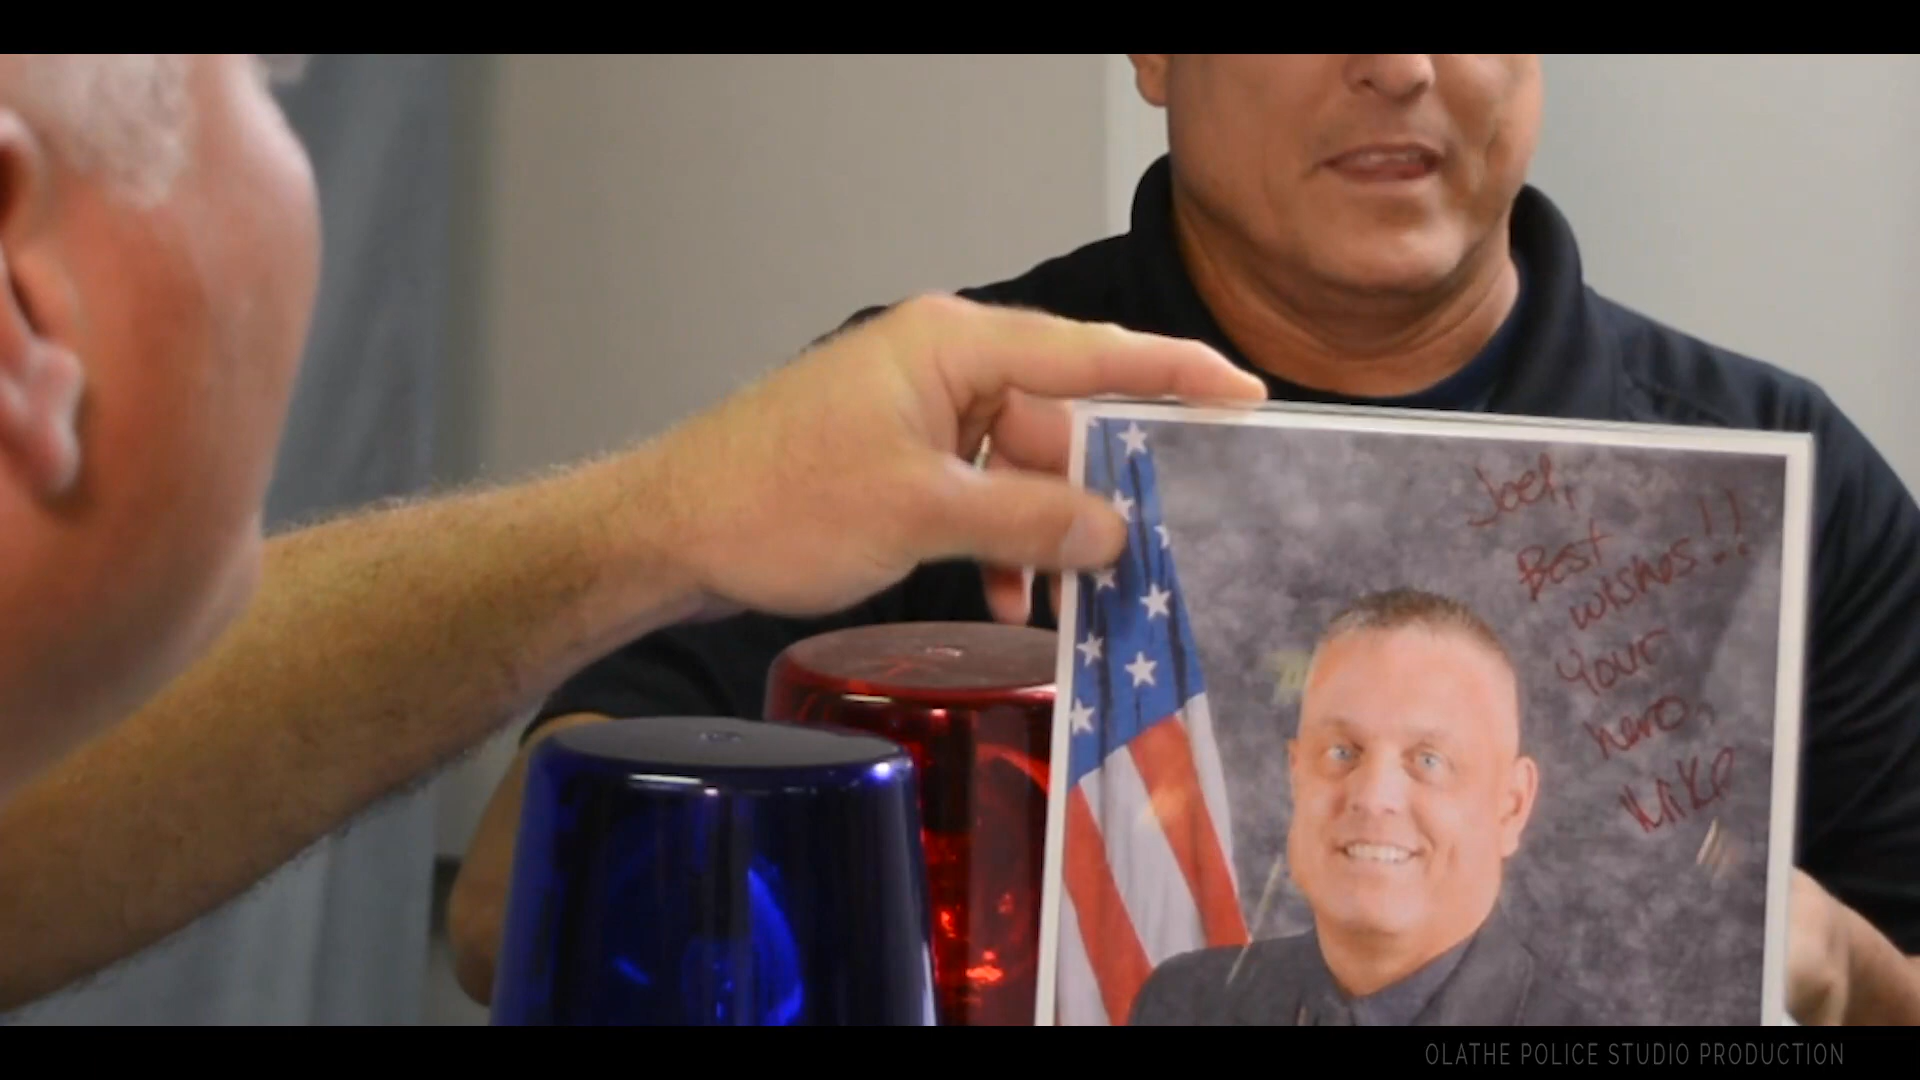 Joel,
Best
wishes!!
Your
hero,
Mike
OLATHE POLICE STUDIO PRODUCTION